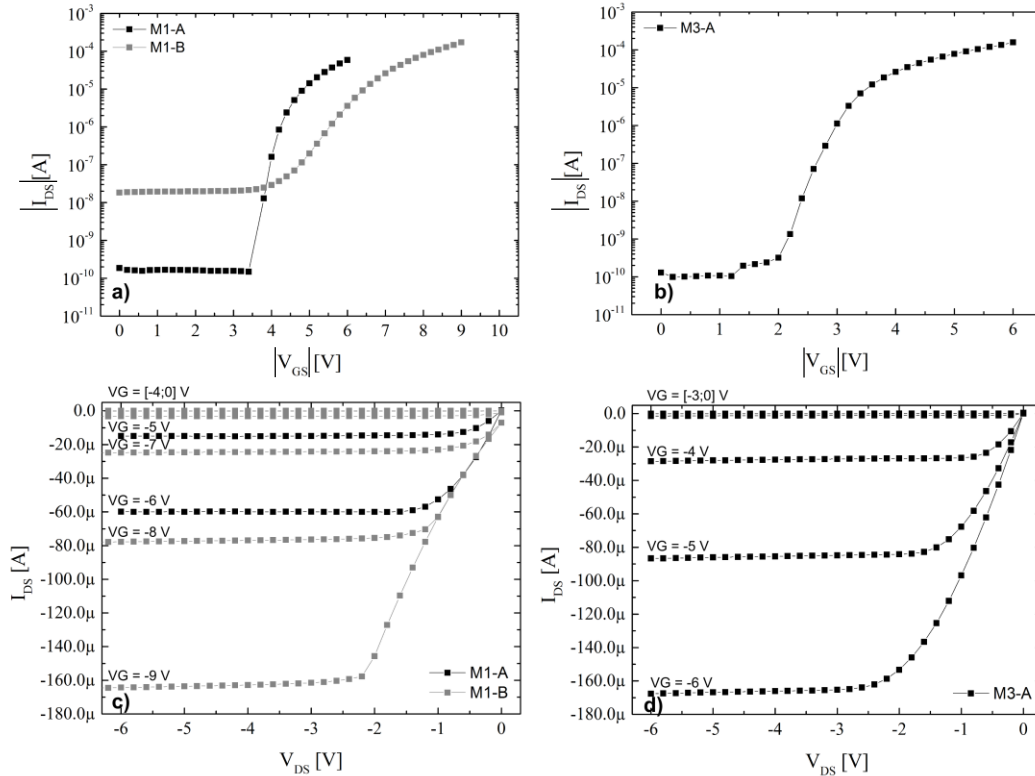 M1-A
M1-B
10⁻³
10⁻⁴
10⁻⁵
10⁻⁶
10⁻⁷
10⁻⁸
10⁻⁹
10⁻¹⁰
10⁻¹¹
|I_DS| [A]
a)
0 1 2 3 4 5 6 7 8 9 10
|V_GS| [V]
M3-A
10⁻³
10⁻⁴
10⁻⁵
10⁻⁶
10⁻⁷
10⁻⁸
10⁻⁹
10⁻¹⁰
10⁻¹¹
|I_DS| [A]
b)
0 1 2 3 4 5 6
|V_GS| [V]
VG = [-4;0] V
VG = -5 V
VG = -7 V
VG = -6 V
VG = -8 V
VG = -9 V
0.0
-20.0µ
-40.0µ
-60.0µ
-80.0µ
-100.0µ
-120.0µ
-140.0µ
-160.0µ
-180.0µ
I_DS [A]
M1-A
M1-B
c)
-6 -5 -4 -3 -2 -1 0
V_DS [V]
VG = [-3;0] V
VG = -4 V
VG = -5 V
VG = -6 V
0.0
-20.0µ
-40.0µ
-60.0µ
-80.0µ
-100.0µ
-120.0µ
-140.0µ
-160.0µ
-180.0µ
I_DS [A]
M3-A
d)
-6 -5 -4 -3 -2 -1 0
V_DS [V]